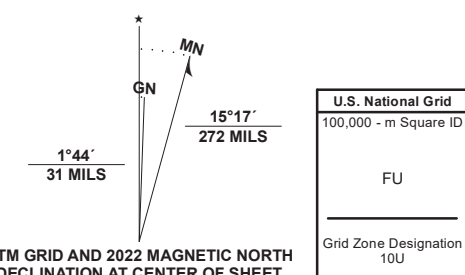 ★
MN
GN
15°17´
272 MILS
1°44´
31 MILS
TM GRID AND 2022 MAGNETIC NORTH
DECLINATION AT CENTER OF SHEET
U.S. National Grid
100,000 - m Square ID
FU
Grid Zone Designation
10U